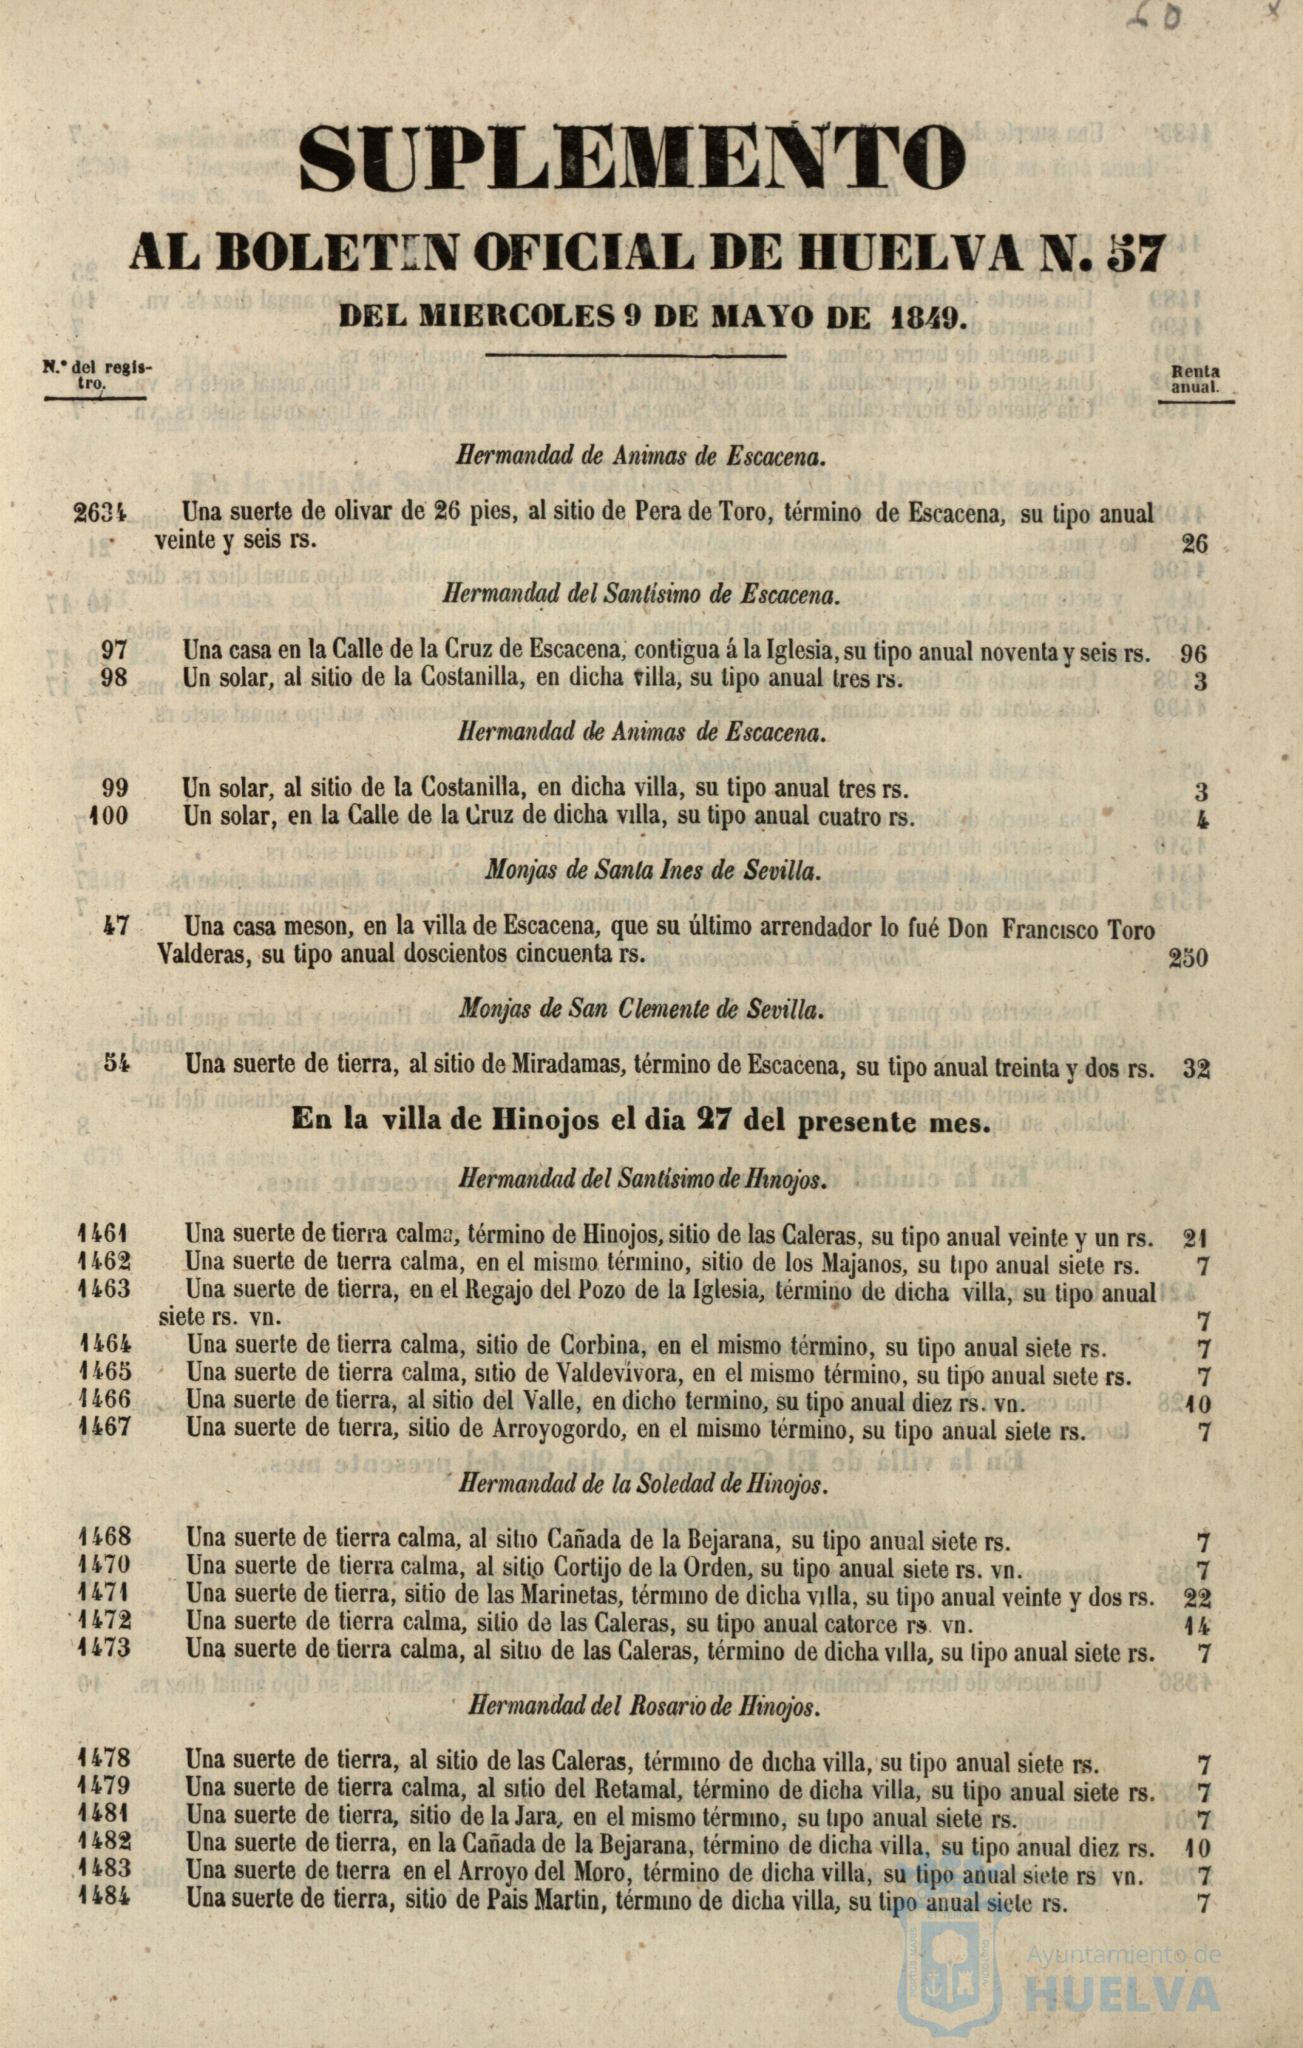 60
SUPLEMENTO
AL BOLETIN OFICIAL DE HUELVA N. 57
DEL MIERCOLES 9 DE MAYO DE 1849.
N.º del regis-
tro.
Renta
anual.
Hermandad de Animas de Escacena.
2634 Una suerte de olivar de 26 pies, al sitio de Pera de Toro, término de Escacena, su tipo anual
veinte y seis rs. 26
Hermandad del Santísimo de Escacena.
97 Una casa en la Calle de la Cruz de Escacena, contigua á la Iglesia, su tipo anual noventa y seis rs. 96
98 Un solar, al sitio de la Costanilla, en dicha villa, su tipo anual tres rs. 3
Hermandad de Animas de Escacena.
99 Un solar, al sitio de la Costanilla, en dicha villa, su tipo anual tres rs. 3
100 Un solar, en la Calle de la Cruz de dicha villa, su tipo anual cuatro rs. 4
Monjas de Santa Ines de Sevilla.
47 Una casa meson, en la villa de Escacena, que su último arrendador lo fué Don Francisco Toro
Valderas, su tipo anual doscientos cincuenta rs. 250
Monjas de San Clemente de Sevilla.
54 Una suerte de tierra, al sitio de Miradamas, término de Escacena, su tipo anual treinta y dos rs. 32
En la villa de Hinojos el dia 27 del presente mes.
Hermandad del Santísimo de Hinojos.
1461 Una suerte de tierra calma, término de Hinojos, sitio de las Caleras, su tipo anual veinte y un rs. 21
1462 Una suerte de tierra calma, en el mismo término, sitio de los Majanos, su tipo anual siete rs. 7
1463 Una suerte de tierra, en el Regajo del Pozo de la Iglesia, término de dicha villa, su tipo anual
siete rs. vn. 7
1464 Una suerte de tierra calma, sitio de Corbina, en el mismo término, su tipo anual siete rs. 7
1465 Una suerte de tierra calma, sitio de Valdevívora, en el mismo término, su tipo anual siete rs. 7
1466 Una suerte de tierra, al sitio del Valle, en dicho termino, su tipo anual diez rs. vn. 10
1467 Una suerte de tierra, sitio de Arroyogordo, en el mismo término, su tipo anual siete rs. 7
Hermandad de la Soledad de Hinojos.
1468 Una suerte de tierra calma, al sitio Cañada de la Bejarana, su tipo anual siete rs. 7
1470 Una suerte de tierra calma, al sitio Cortijo de la Orden, su tipo anual siete rs. vn. 7
1471 Una suerte de tierra, sitio de las Marinetas, término de dicha villa, su tipo anual veinte y dos rs. 22
1472 Una suerte de tierra calma, sitio de las Caleras, su tipo anual catorce rs. vn. 14
1473 Una suerte de tierra calma, al sitio de las Caleras, término de dicha villa, su tipo anual siete rs. 7
Hermandad del Rosario de Hinojos.
1478 Una suerte de tierra, al sitio de las Caleras, término de dicha villa, su tipo anual siete rs. 7
1479 Una suerte de tierra calma, al sitio del Retamal, término de dicha villa, su tipo anual siete rs. 7
1481 Una suerte de tierra, sitio de la Jara, en el mismo término, su tipo anual siete rs. 7
1482 Una suerte de tierra, en la Cañada de la Bejarana, término de dicha villa, su tipo anual diez rs. 10
1483 Una suerte de tierra en el Arroyo del Moro, término de dicha villa, su tipo anual siete rs vn. 7
1484 Una suerte de tierra, sitio de Pais Martin, término de dicha villa, su tipo anual siete rs. 7
Ayuntamiento de
HUELVA